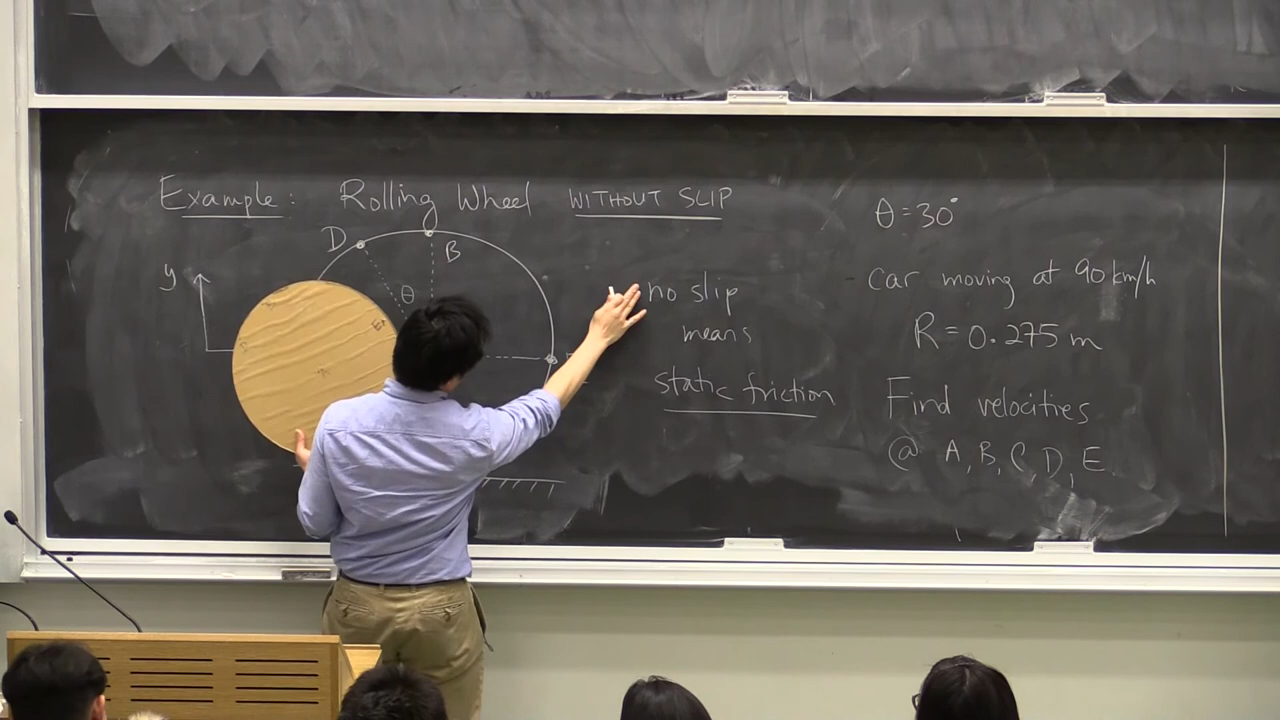 Example: Rolling Wheel WITHOUT SLIP
D
B
y
θ
no slip
means
static friction
θ = 30°
car moving at 90 km/h
R = 0.275 m
Find velocities
@ A, B, C, D, E